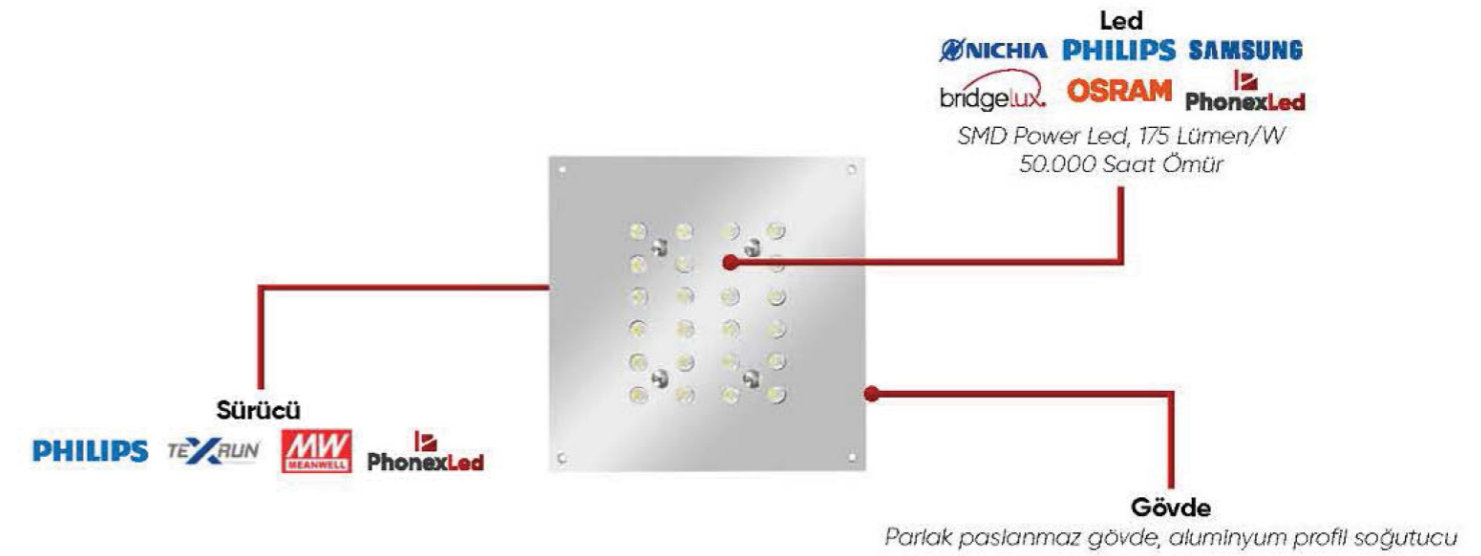 Led
NICHIA PHILIPS SAMSUNG
bridgelux. OSRAM PhonexLed
SMD Power Led, 175 Lümen/W
50.000 Saat Ömür
Sürücü
PHILIPS TEXRUN MW MEANWELL PhonexLed
Gövde
Parlak paslanmaz gövde, aluminyum profil soğutucu